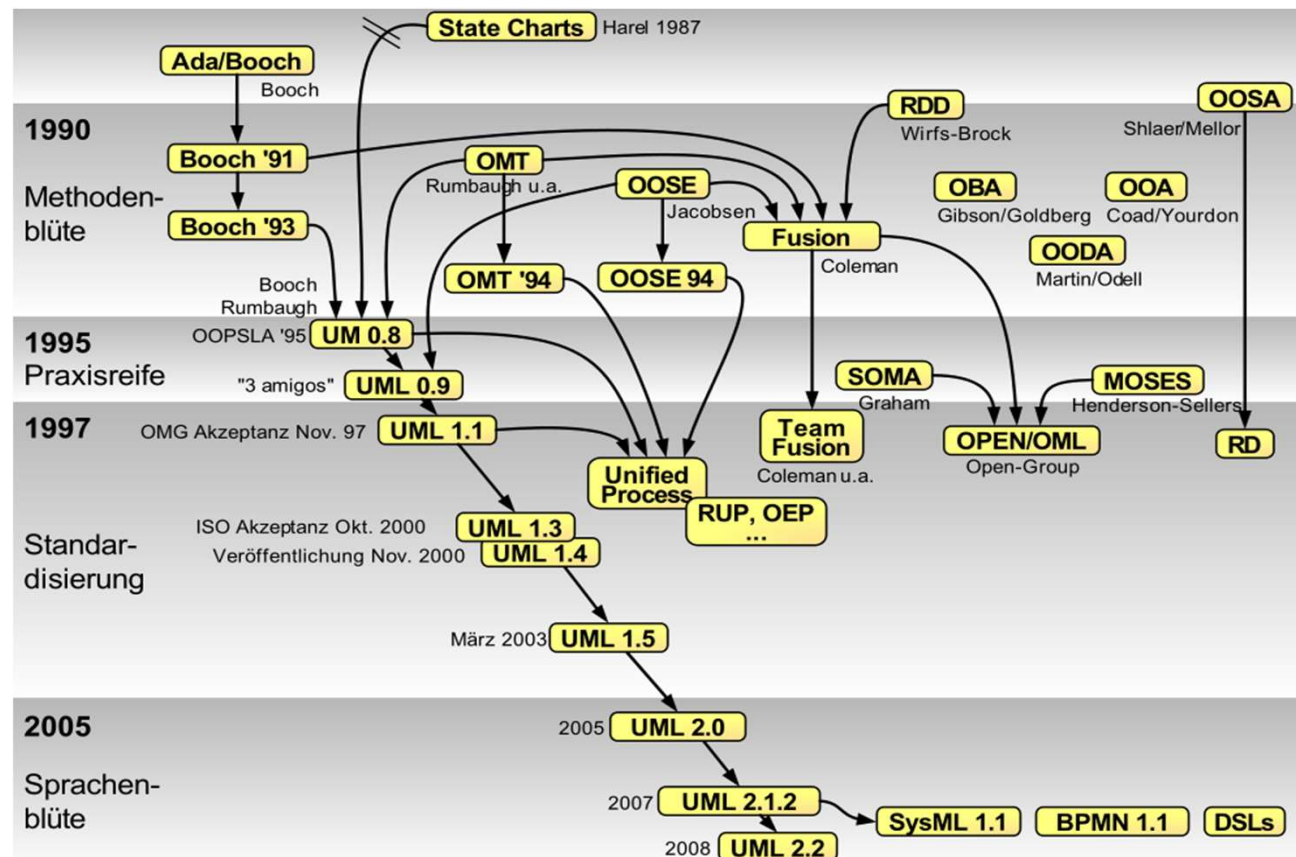 State Charts
Harel 1987
Ada/Booch
Booch
RDD
Wirfs-Brock
OOSA
Shlaer/Mellor
1990
Methoden-
blüte
Booch '91
OMT
Rumbaugh u.a.
OOSE
Jacobsen
OBA
Gibson/Goldberg
OOA
Coad/Yourdon
Booch '93
Fusion
Coleman
OODA
Martin/Odell
OMT '94
OOSE 94
Booch
Rumbaugh
OOPSLA '95
UM 0.8
1995
Praxisreife
"3 amigos"
UML 0.9
SOMA
Graham
MOSES
Henderson-Sellers
1997
OMG Akzeptanz Nov. 97
UML 1.1
Team
Fusion
Coleman u.a.
OPEN/OML
Open-Group
RD
Unified
Process
RUP, OEP
...
Standar-
disierung
ISO Akzeptanz Okt. 2000
UML 1.3
Veröffentlichung Nov. 2000
UML 1.4
März 2003
UML 1.5
2005
Sprachen-
blüte
2005
UML 2.0
2007
UML 2.1.2
SysML 1.1
BPMN 1.1
DSLs
2008
UML 2.2